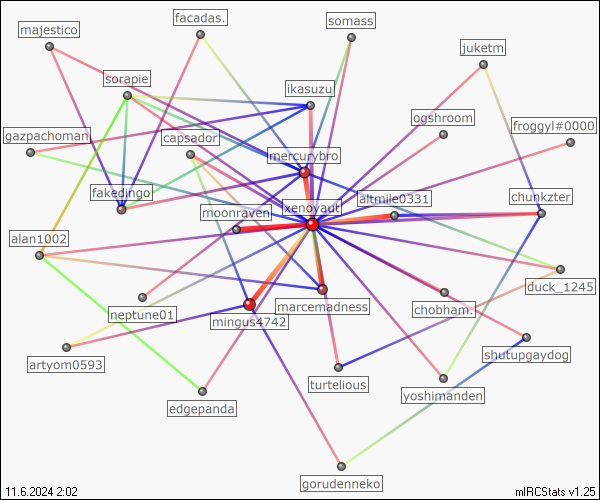 facadas.
somass
majestico
juketm
sorapie
ikasuzu
ogshroom
froggyl#0000
gazpachoman
capsador
mercurybro
fakedingo
moonraven
xenoyaut
altmile0331
chunkzter
alan1002
duck_1245
neptune01
mingus4742
marcemadness
chobham.
artyom0593
turtelious
shutupgaydog
yoshimanden
edgepanda
gorudenneko
11.6.2024 2:02
mIRCStats v1.25